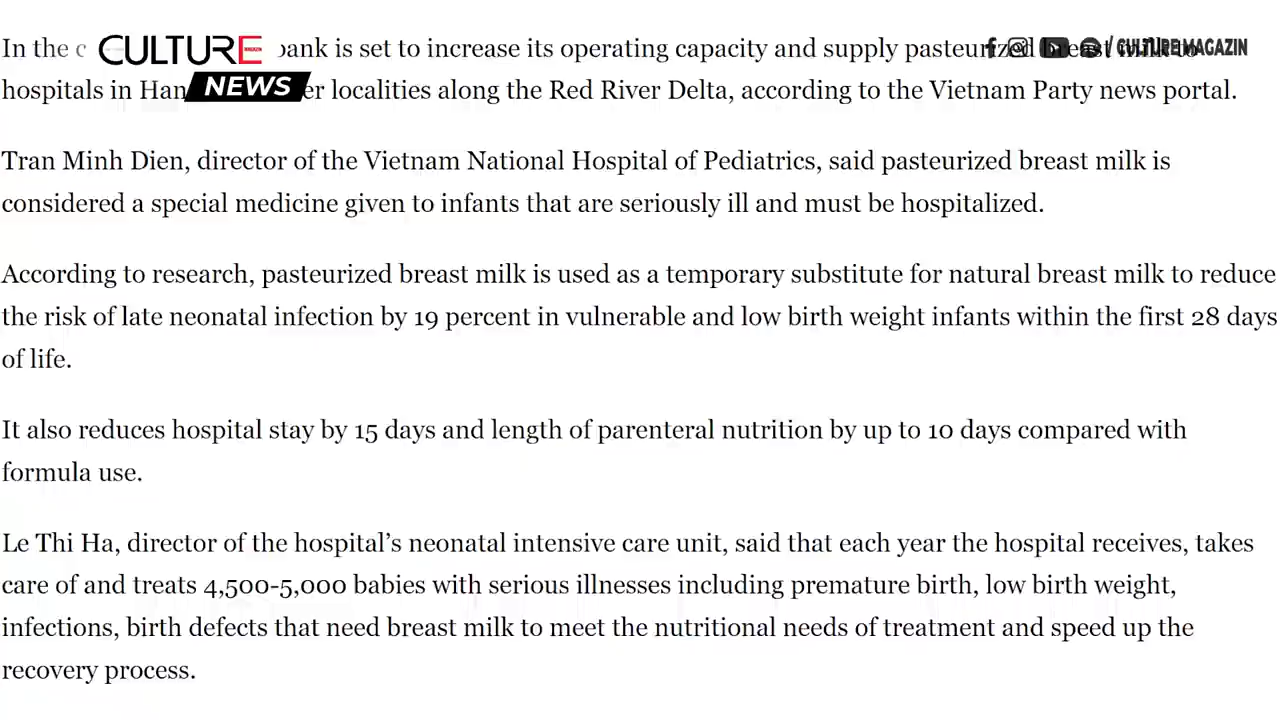 In the c bank is set to increase its operating capacity and supply pasteurized breast milk to
hospitals in Han er localities along the Red River Delta, according to the Vietnam Party news portal.
CULTURE
NEWS
/CULTUREMAGAZIN
Tran Minh Dien, director of the Vietnam National Hospital of Pediatrics, said pasteurized breast milk is
considered a special medicine given to infants that are seriously ill and must be hospitalized.
According to research, pasteurized breast milk is used as a temporary substitute for natural breast milk to reduce
the risk of late neonatal infection by 19 percent in vulnerable and low birth weight infants within the first 28 days
of life.
It also reduces hospital stay by 15 days and length of parenteral nutrition by up to 10 days compared with
formula use.
Le Thi Ha, director of the hospital’s neonatal intensive care unit, said that each year the hospital receives, takes
care of and treats 4,500-5,000 babies with serious illnesses including premature birth, low birth weight,
infections, birth defects that need breast milk to meet the nutritional needs of treatment and speed up the
recovery process.